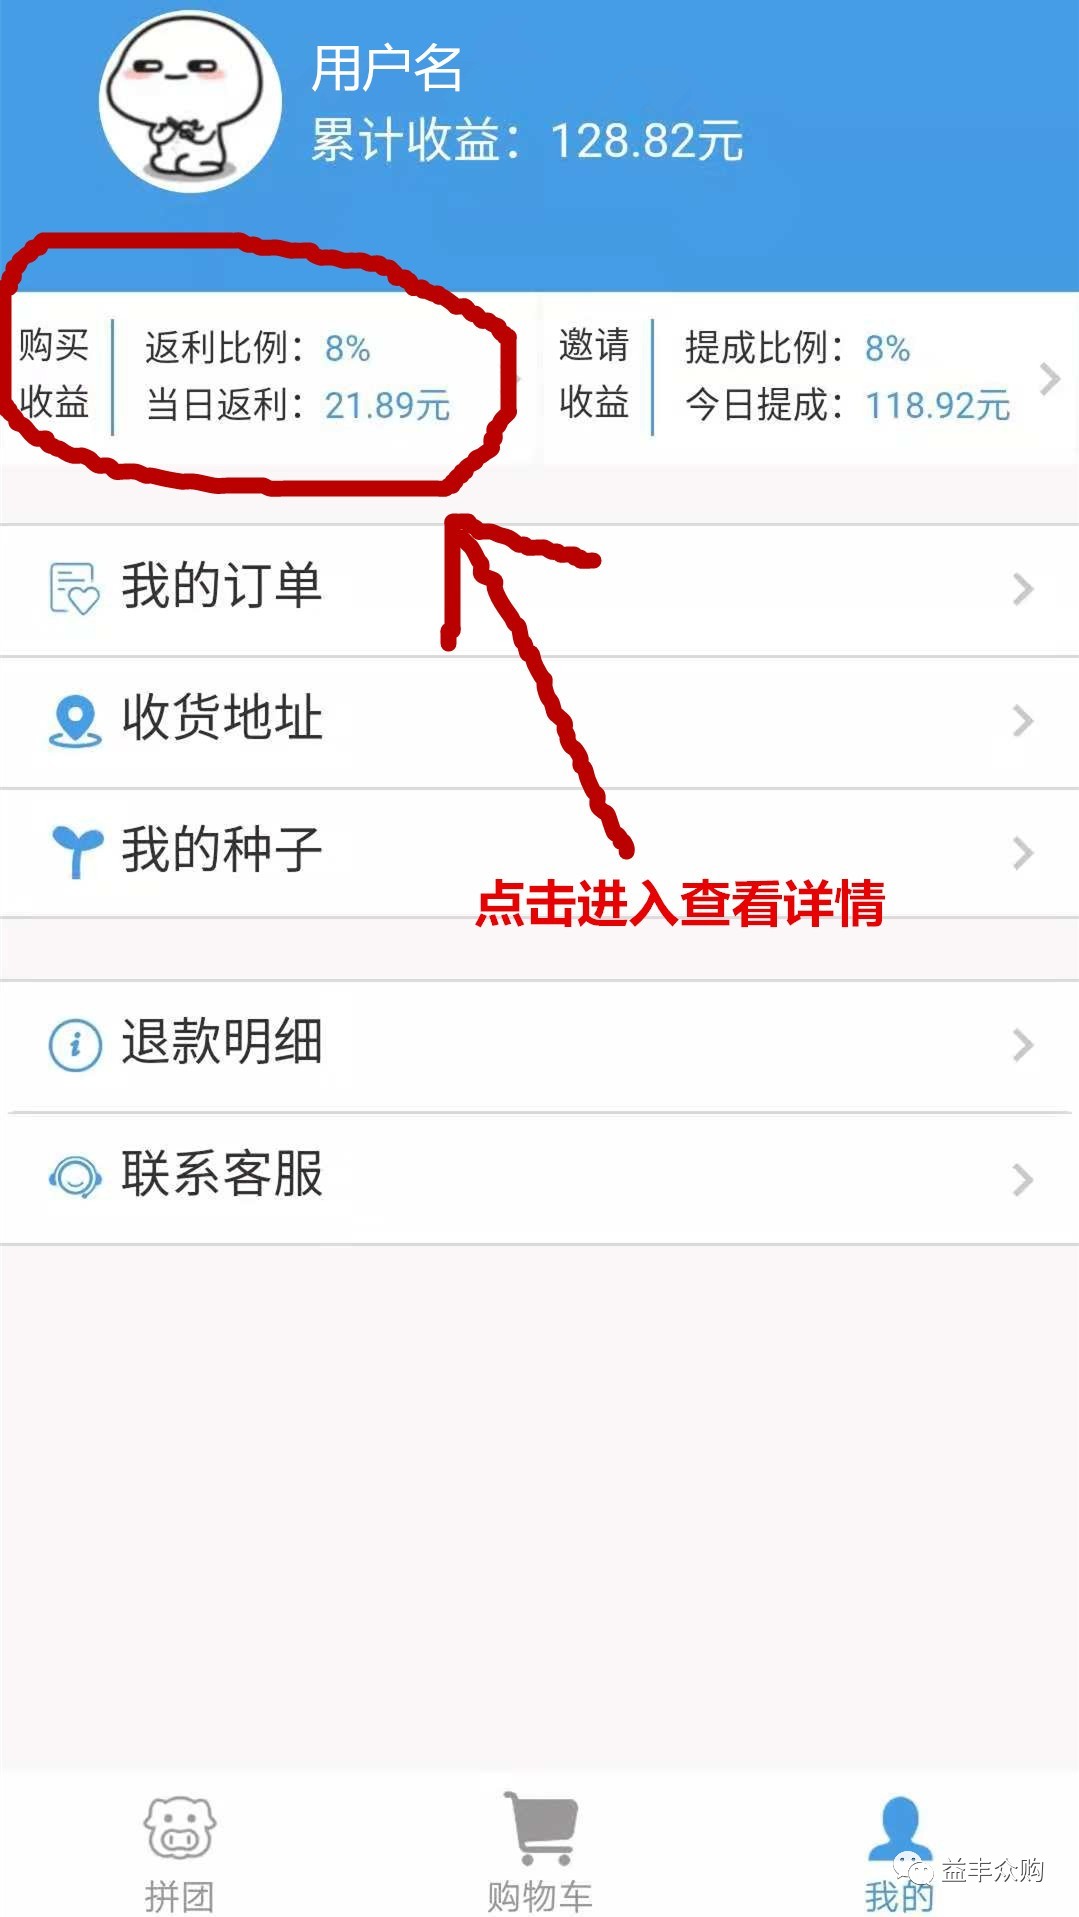 用户名
累计收益：128.82元
购买
收益
返利比例：8%
当日返利：21.89元
邀请
收益
提成比例：8%
今日提成：118.92元
我的订单
收货地址
我的种子
点击进入查看详情
退款明细
联系客服
拼团
购物车
我的
益丰众购